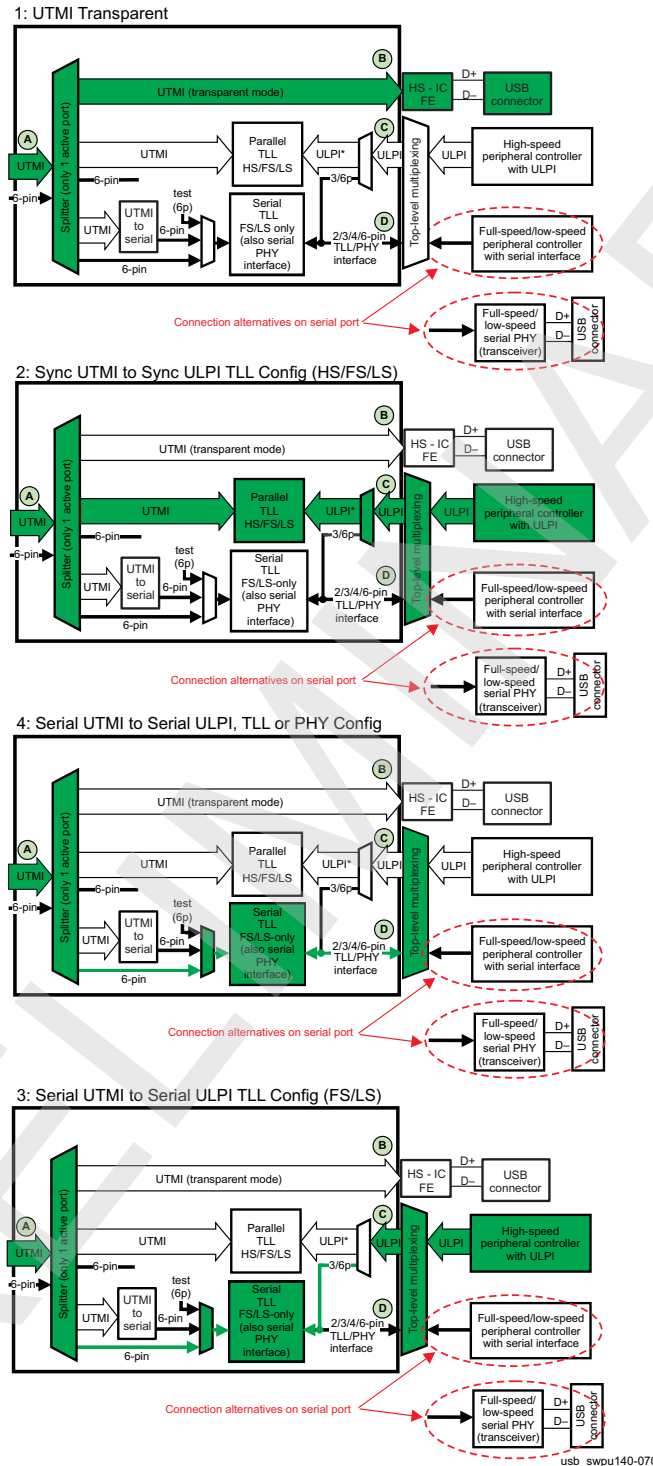 1: UTMI Transparent
B
UTMI (transparent mode)
HS - IC
FE
D+
D–
USB
connector
A
UTMI
6-pin
Splitter (only 1 active port)
UTMI
Parallel
TLL
HS/FS/LS
ULPI*
C
ULPI
ULPI
High-speed
peripheral controller
with ULPI
6-pin
3/6p
Top-level multiplexing
UTMI
UTMI
to
serial
test
(6p)
6-pin
6-pin
Serial
TLL
FS/LS only
(also serial
PHY
interface)
D
2/3/4/6-pin
TLL/PHY
interface
Full-speed/low-speed
peripheral controller
with serial interface
Connection alternatives on serial port
Full-speed/
low-speed
serial PHY
(transceiver)
D+
D–
USB
connector
2: Sync UTMI to Sync ULPI TLL Config (HS/FS/LS)
B
UTMI (transparent mode)
HS - IC
FE
D+
D–
USB
connector
A
UTMI
6-pin
Splitter (only 1 active port)
UTMI
Parallel
TLL
HS/FS/LS
ULPI*
C
ULPI
ULPI
High-speed
peripheral controller
with ULPI
6-pin
3/6p
Top-level multiplexing
UTMI
UTMI
to
serial
test
(6p)
6-pin
6-pin
Serial
TLL
FS/LS-only
(also serial
PHY
interface)
D
2/3/4/6-pin
TLL/PHY
interface
Full-speed/low-speed
peripheral controller
with serial interface
Connection alternatives on serial port
Full-speed/
low-speed
serial PHY
(transceiver)
D+
D–
USB
connector
4: Serial UTMI to Serial ULPI, TLL or PHY Config
B
UTMI (transparent mode)
HS - IC
FE
D+
D–
USB
connector
A
UTMI
6-pin
Splitter (only 1 active port)
UTMI
Parallel
TLL
HS/FS/LS
ULPI*
C
ULPI
ULPI
High-speed
peripheral controller
with ULPI
6-pin
3/6p
Top-level multiplexing
UTMI
UTMI
to
serial
test
(6p)
6-pin
6-pin
Serial
TLL
FS/LS-only
(also serial
PHY
interface)
D
2/3/4/6-pin
TLL/PHY
interface
Full-speed/low-speed
peripheral controller
with serial interface
Connection alternatives on serial port
Full-speed/
low-speed
serial PHY
(transceiver)
D+
D–
USB
connector
3: Serial UTMI to Serial ULPI TLL Config (FS/LS)
B
UTMI (transparent mode)
HS - IC
FE
D+
D–
USB
connector
A
UTMI
6-pin
Splitter (only 1 active port)
UTMI
Parallel
TLL
HS/FS/LS
ULPI*
C
ULPI
ULPI
High-speed
peripheral controller
with ULPI
6-pin
3/6p
Top-level multiplexing
UTMI
UTMI
to
serial
test
(6p)
6-pin
6-pin
Serial
TLL
FS/LS-only
(also serial
PHY
interface)
D
2/3/4/6-pin
TLL/PHY
interface
Full-speed/low-speed
peripheral controller
with serial interface
Connection alternatives on serial port
Full-speed/
low-speed
serial PHY
(transceiver)
D+
D–
USB
connector
usb_swpu140-070